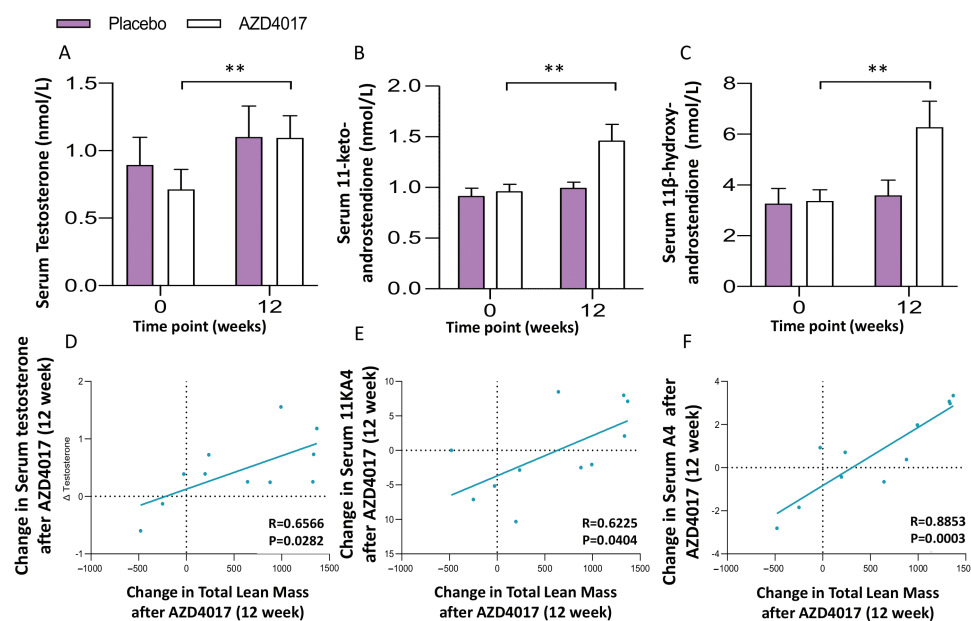 Placebo
AZD4017
A
Serum Testosterone (nmol/L)
1.5
1.0
0.5
0.0
**
0
12
Time point (weeks)
B
Serum 11-keto-
androstendione (nmol/L)
2.0
1.5
1.0
0.5
0.0
**
0
12
Time point (weeks)
C
Serum 11β-hydroxy-
androstendione (nmol/L)
8
6
4
2
0
**
0
12
Time point (weeks)
D
Change in Serum testosterone
after AZD4017 (12 week)
Δ Testosterone
2
1
0
-1
R=0.6566
P=0.0282
−1000
−500
0
500
1000
1500
Change in Total Lean Mass
after AZD4017 (12 week)
E
Change in Serum 11KA4
after AZD4017 (12 week)
10
5
0
-5
10
15
R=0.6225
P=0.0404
−1000
−500
0
500
1000
1500
Change in Total Lean Mass
after AZD4017 (12 week)
F
Change in Serum A4 after
AZD4017 (12 week)
4
2
0
-2
-4
R=0.8853
P=0.0003
−1000
−500
0
500
1000
150
Change in Total Lean Mass
after AZD4017 (12 week)